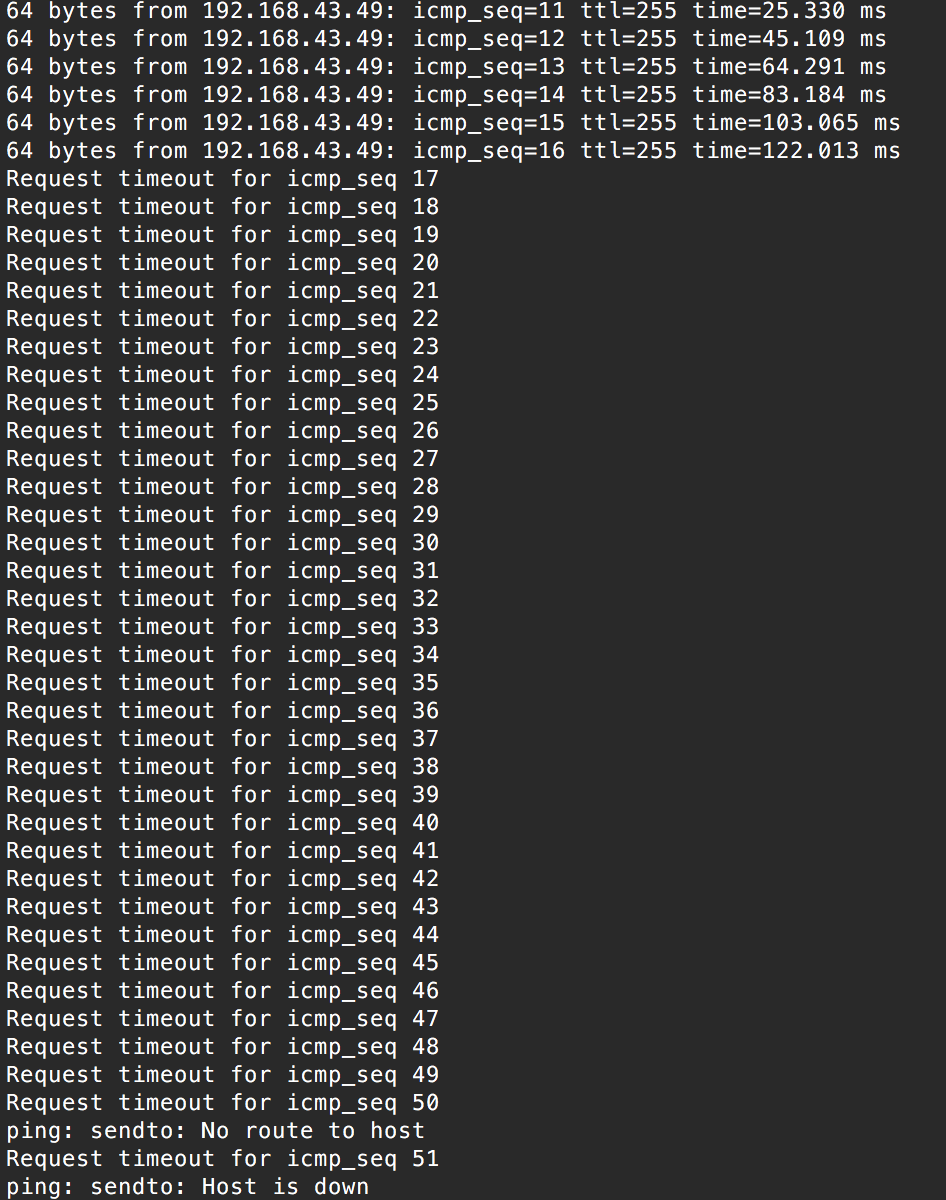 64 bytes from 192.168.43.49: icmp_seq=11 ttl=255 time=25.330 ms
64 bytes from 192.168.43.49: icmp_seq=12 ttl=255 time=45.109 ms
64 bytes from 192.168.43.49: icmp_seq=13 ttl=255 time=64.291 ms
64 bytes from 192.168.43.49: icmp_seq=14 ttl=255 time=83.184 ms
64 bytes from 192.168.43.49: icmp_seq=15 ttl=255 time=103.065 ms
64 bytes from 192.168.43.49: icmp_seq=16 ttl=255 time=122.013 ms
Request timeout for icmp_seq 17
Request timeout for icmp_seq 18
Request timeout for icmp_seq 19
Request timeout for icmp_seq 20
Request timeout for icmp_seq 21
Request timeout for icmp_seq 22
Request timeout for icmp_seq 23
Request timeout for icmp_seq 24
Request timeout for icmp_seq 25
Request timeout for icmp_seq 26
Request timeout for icmp_seq 27
Request timeout for icmp_seq 28
Request timeout for icmp_seq 29
Request timeout for icmp_seq 30
Request timeout for icmp_seq 31
Request timeout for icmp_seq 32
Request timeout for icmp_seq 33
Request timeout for icmp_seq 34
Request timeout for icmp_seq 35
Request timeout for icmp_seq 36
Request timeout for icmp_seq 37
Request timeout for icmp_seq 38
Request timeout for icmp_seq 39
Request timeout for icmp_seq 40
Request timeout for icmp_seq 41
Request timeout for icmp_seq 42
Request timeout for icmp_seq 43
Request timeout for icmp_seq 44
Request timeout for icmp_seq 45
Request timeout for icmp_seq 46
Request timeout for icmp_seq 47
Request timeout for icmp_seq 48
Request timeout for icmp_seq 49
Request timeout for icmp_seq 50
ping: sendto: No route to host
Request timeout for icmp_seq 51
ping: sendto: Host is down